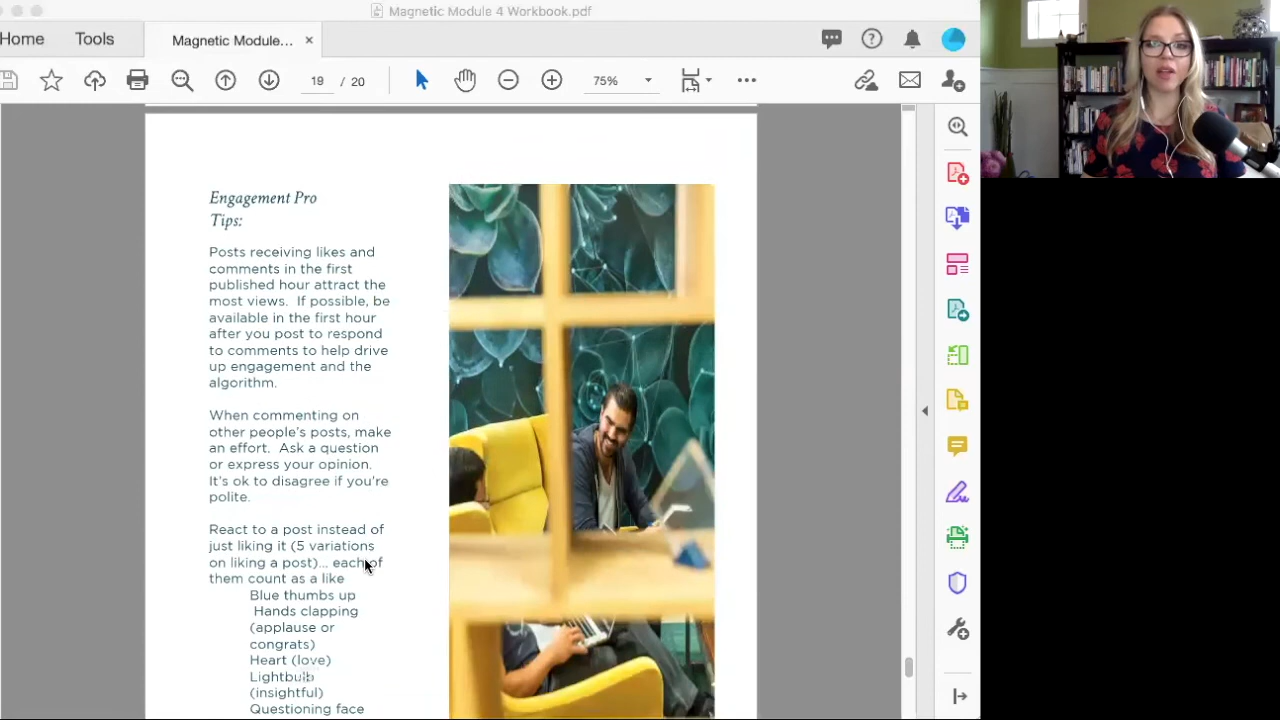 Magnetic Module 4 Workbook.pdf
Home
Tools
Magnetic Module...
19 / 20
75%
Engagement Pro
Tips:
Posts receiving likes and
comments in the first
published hour attract the
most views. If possible, be
available in the first hour
after you post to respond
to comments to help drive
up engagement and the
algorithm.
When commenting on
other people's posts, make
an effort. Ask a question
or express your opinion.
It's ok to disagree if you're
polite.
React to a post instead of
just liking it (5 variations
on liking a post)... each of
them count as a like
Blue thumbs up
Hands clapping
(applause or
congrats)
Heart (love)
Lightbulb
(insightful)
Questioning face